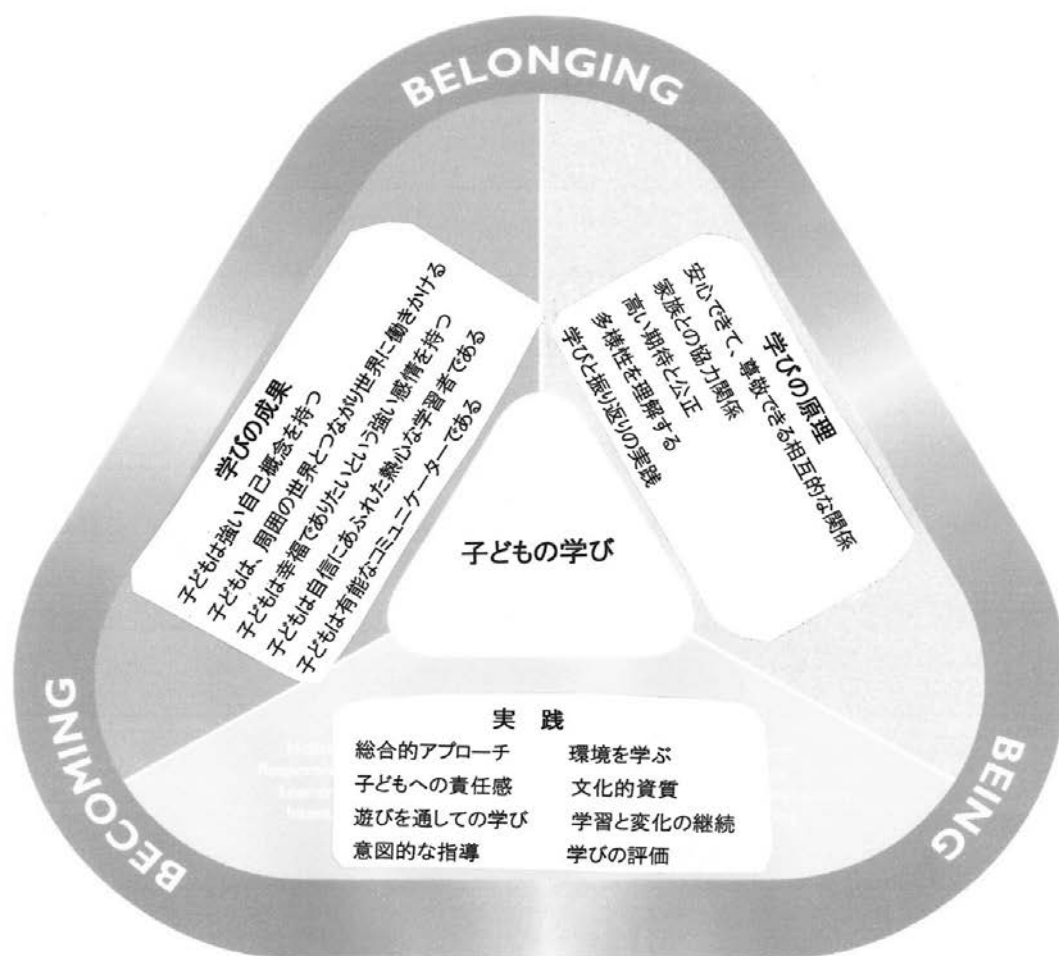 BELONGING
学びの成果
子どもは強い自己概念を持つ
子どもは、周囲の世界とつながり世界に働きかける
子どもは幸福でありたいという強い感情を持つ
子どもは自信にあふれた熱心な学習者である
子どもは有能なコミュニケーターである
学びの原理
安心できて、尊敬できる相互的な関係
家族との協力関係
高い期待と公正
多様性を理解する
学びと振り返りの実践
子どもの学び
実 践
総合的アプローチ
環境を学ぶ
子どもへの責任感
文化的資質
遊びを通しての学び
学習と変化の継続
意図的な指導
学びの評価
BECOMING
BEING